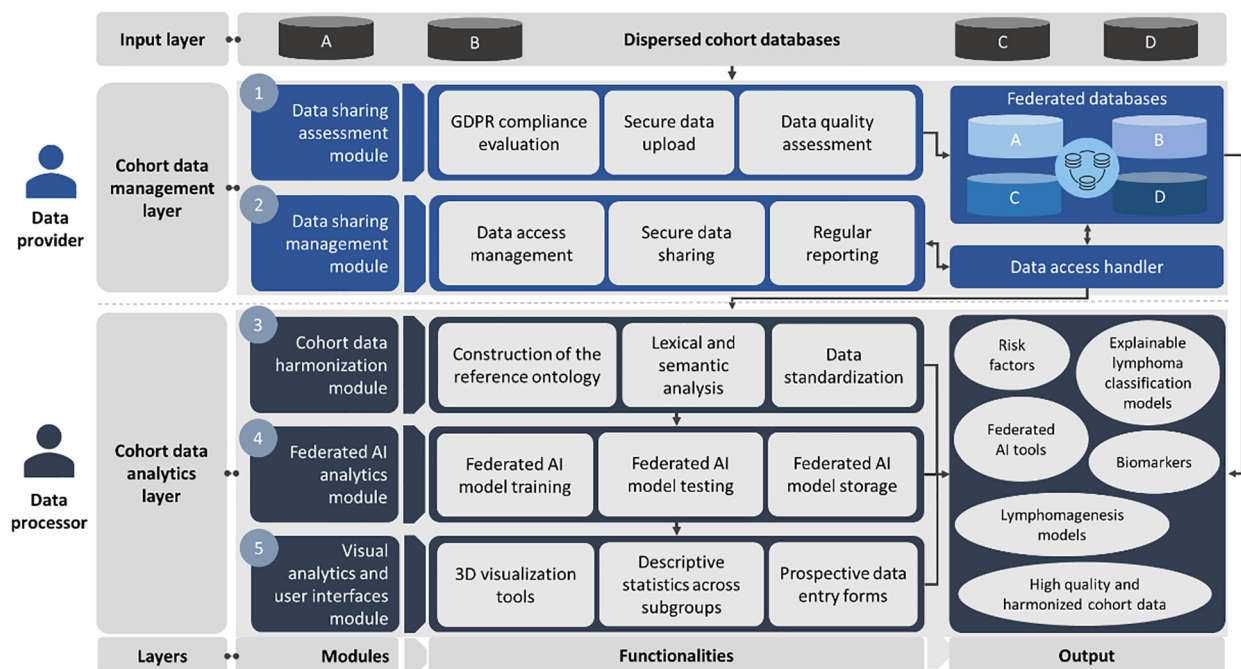 Input layer
A
B
Dispersed cohort databases
C
D
Data
provider
Cohort data
management
layer
1
Data sharing
assessment
module
GDPR compliance
evaluation
Secure data
upload
Data quality
assessment
Federated databases
A
B
C
D
2
Data sharing
management
module
Data access
management
Secure data
sharing
Regular
reporting
Data access handler
Data
processor
Cohort data
analytics
layer
3
Cohort data
harmonization
module
Construction of the
reference ontology
Lexical and
semantic
analysis
Data
standardization
4
Federated AI
analytics
module
Federated AI
model training
Federated AI
model testing
Federated AI
model storage
5
Visual
analytics and
user interfaces
module
3D visualization
tools
Descriptive
statistics across
subgroups
Prospective data
entry forms
Risk
factors
Explainable
lymphoma
classification
models
Federated
AI tools
Biomarkers
Lymphomagenesis
models
High quality and
harmonized cohort data
Layers
Modules
Functionalities
Output